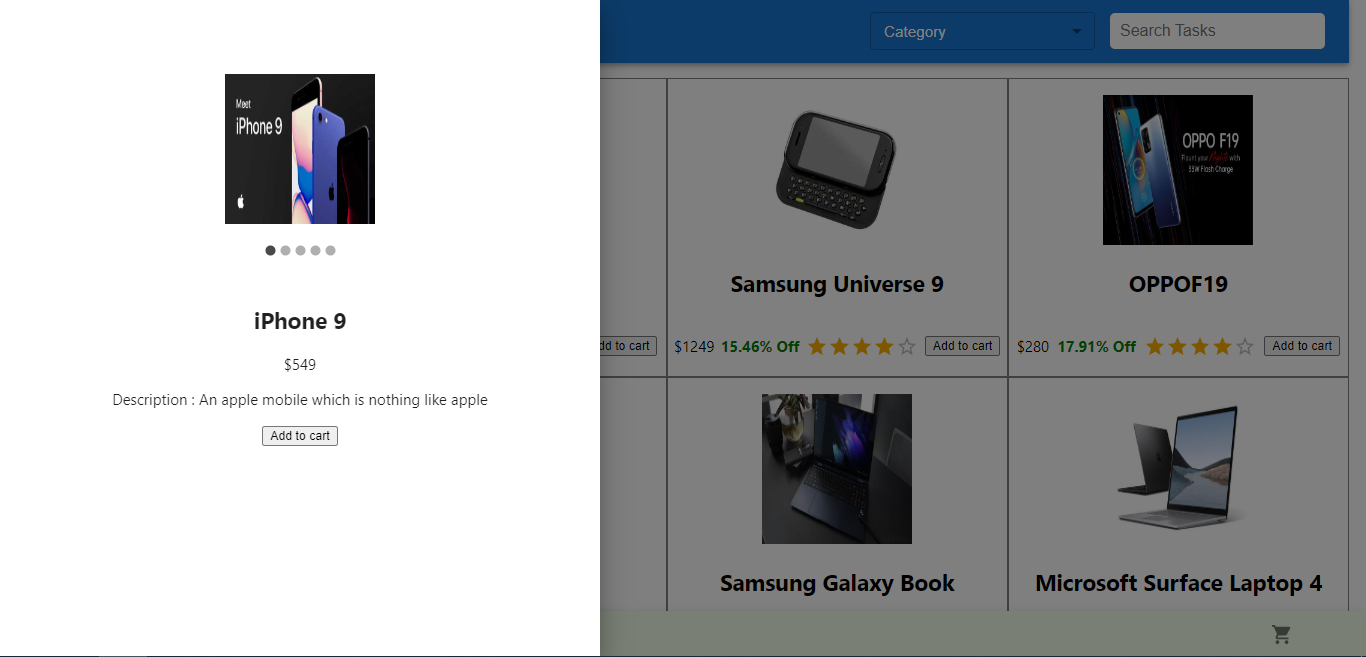 Category
Search Tasks
Meet
iPhone 9
OPPO F19
Flaunt your Mobile with
33W Flash Charge
iPhone 9
$549
Description : An apple mobile which is nothing like apple
Add to cart
Samsung Universe 9
OPPOF19
dd to cart
$1249 15.46% Off
Add to cart
$280 17.91% Off
Add to cart
Samsung Galaxy Book
Microsoft Surface Laptop 4